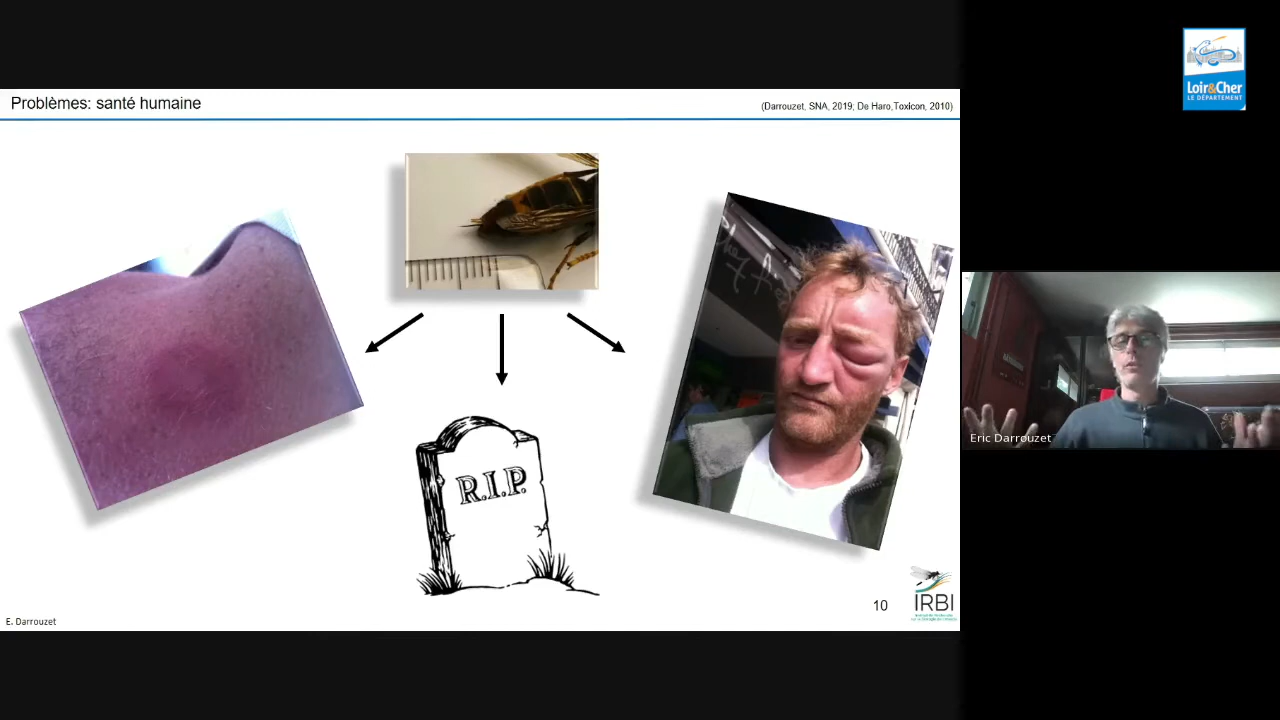 Problèmes: santé humaine
(Darrouzet, SNA, 2019; De Haro,Toxicon, 2010)
R.I.P.
10
IRBI
E. Darrouzet
Loir&Cher
LE DÉPARTEMENT
Eric Darrouzet